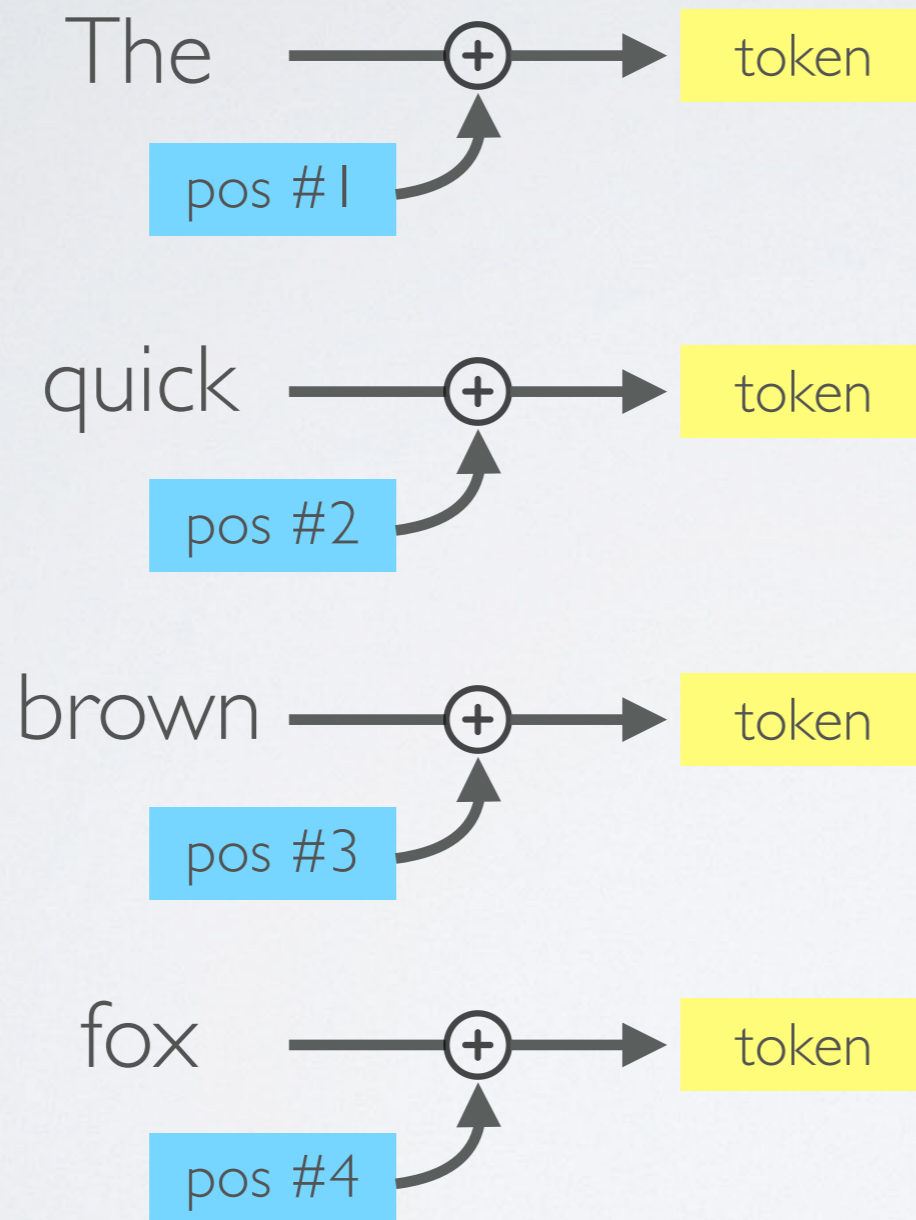 The
token
pos #1
quick
token
pos #2
brown
token
pos #3
fox
token
pos #4